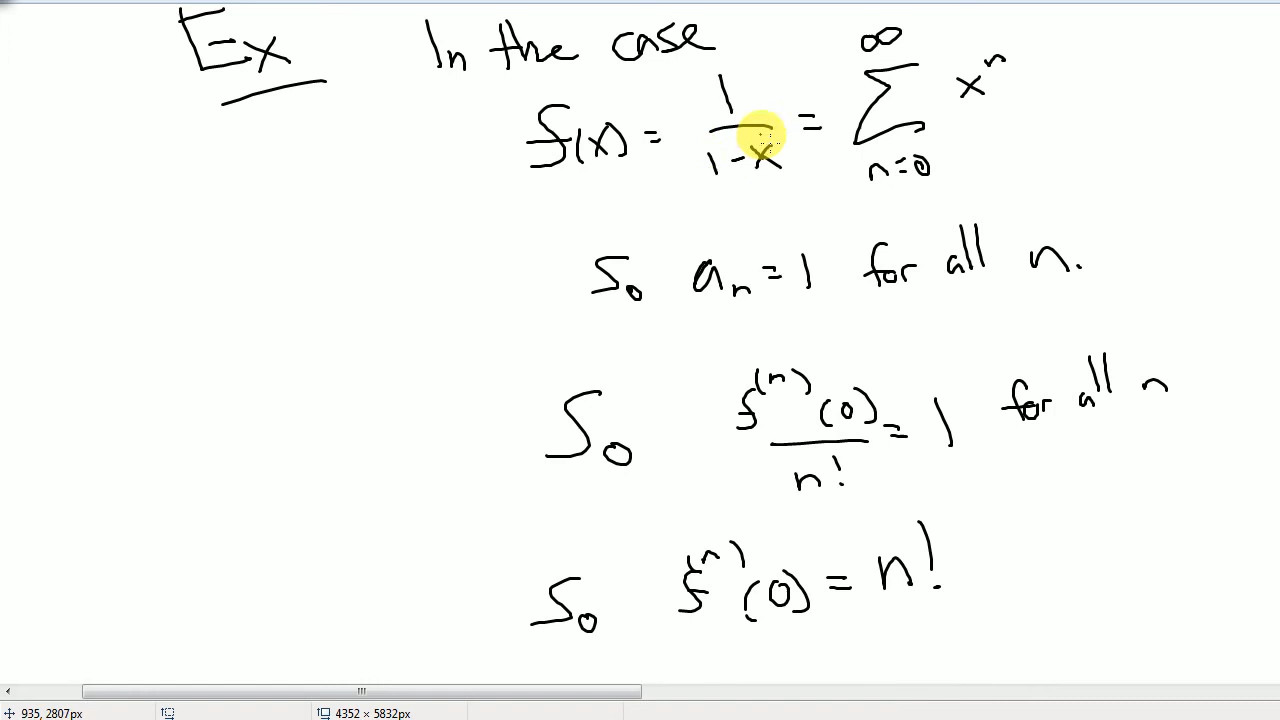 Ex In the case
f(x) = 1/(1-x) = ∑_{n=0}^{∞} x^n
So a_n = 1 for all n.
So f^(n)(0)/n! = 1 for all n
So f^(n)(0) = n!
935, 2807px 4352 × 5832px